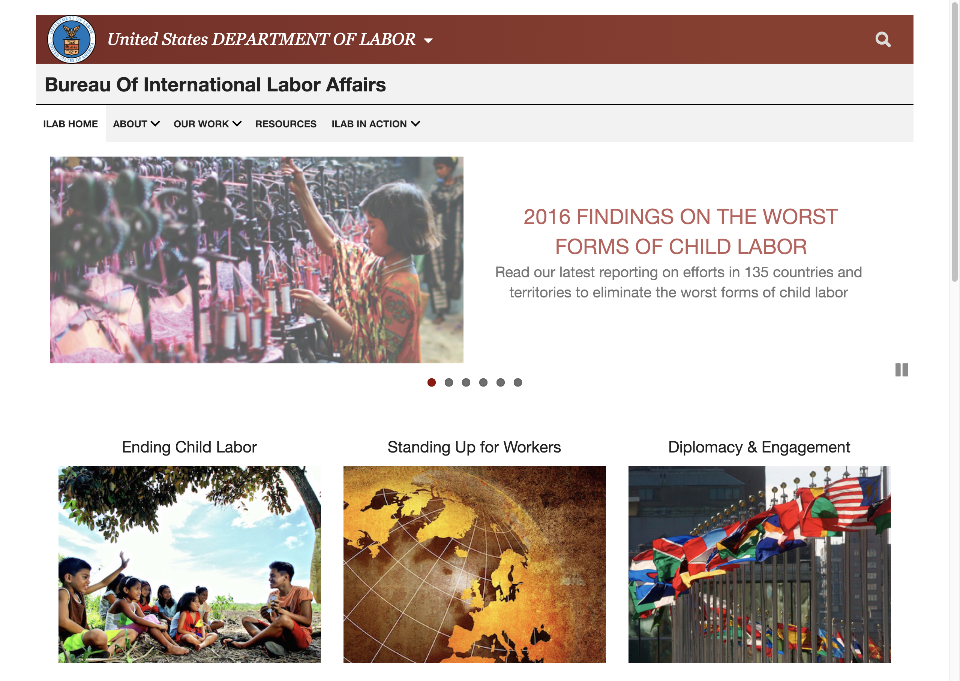 United States DEPARTMENT OF LABOR
Bureau Of International Labor Affairs
ILAB HOME ABOUT OUR WORK RESOURCES ILAB IN ACTION
2016 FINDINGS ON THE WORST
FORMS OF CHILD LABOR
Read our latest reporting on efforts in 135 countries and
territories to eliminate the worst forms of child labor
Ending Child Labor Standing Up for Workers Diplomacy & Engagement